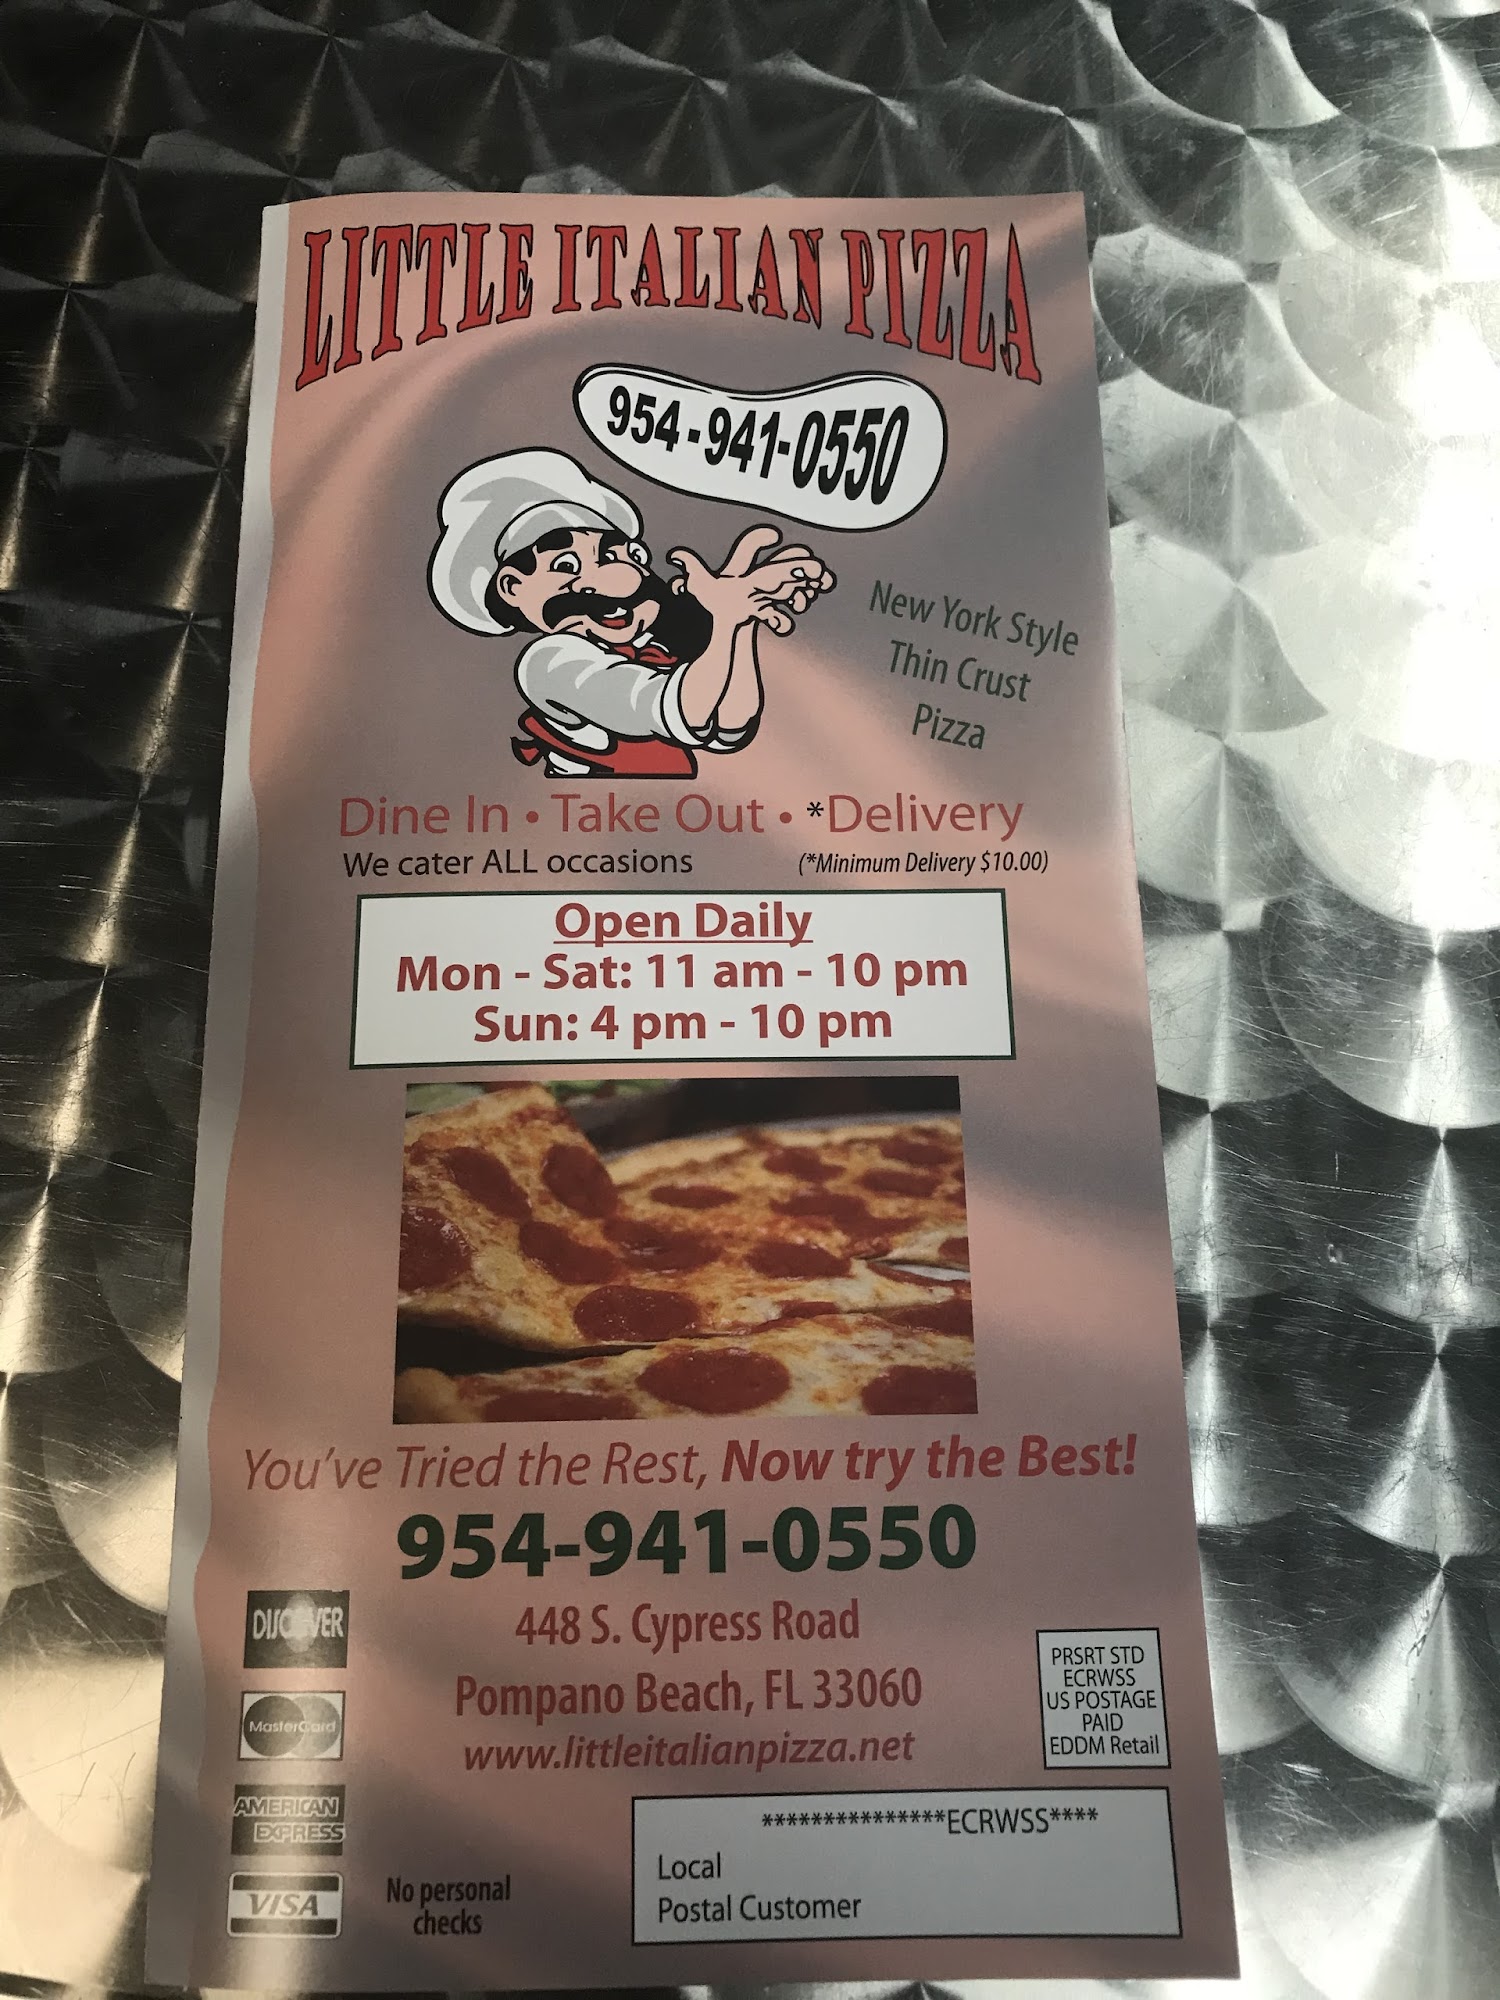 LITTLE ITALIAN PIZZA
954-941-0550
New York Style
Thin Crust
Pizza
Dine In • Take Out • *Delivery
We cater ALL occasions (*Minimum Delivery $10.00)
Open Daily
Mon - Sat: 11 am - 10 pm
Sun: 4 pm - 10 pm
You've Tried the Rest, Now try the Best!
954-941-0550
448 S. Cypress Road
Pompano Beach, FL 33060
www.littleitalianpizza.net
DISCOVER
MasterCard
AMERICAN
EXPRESS
VISA
No personal
checks
PRSRT STD
ECRWSS
US POSTAGE
PAID
EDDM Retail
***************ECRWSS****
Local
Postal Customer